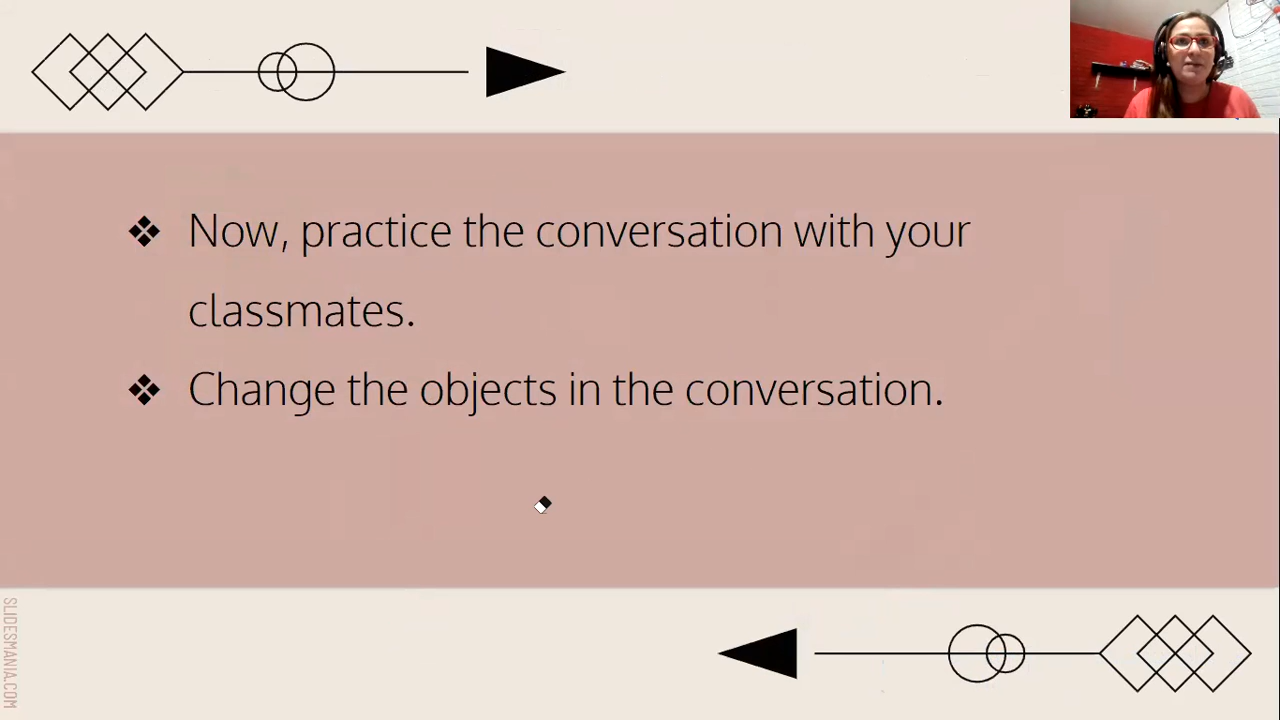 Now, practice the conversation with your
classmates.
Change the objects in the conversation.
SLIDESMANIA.COM